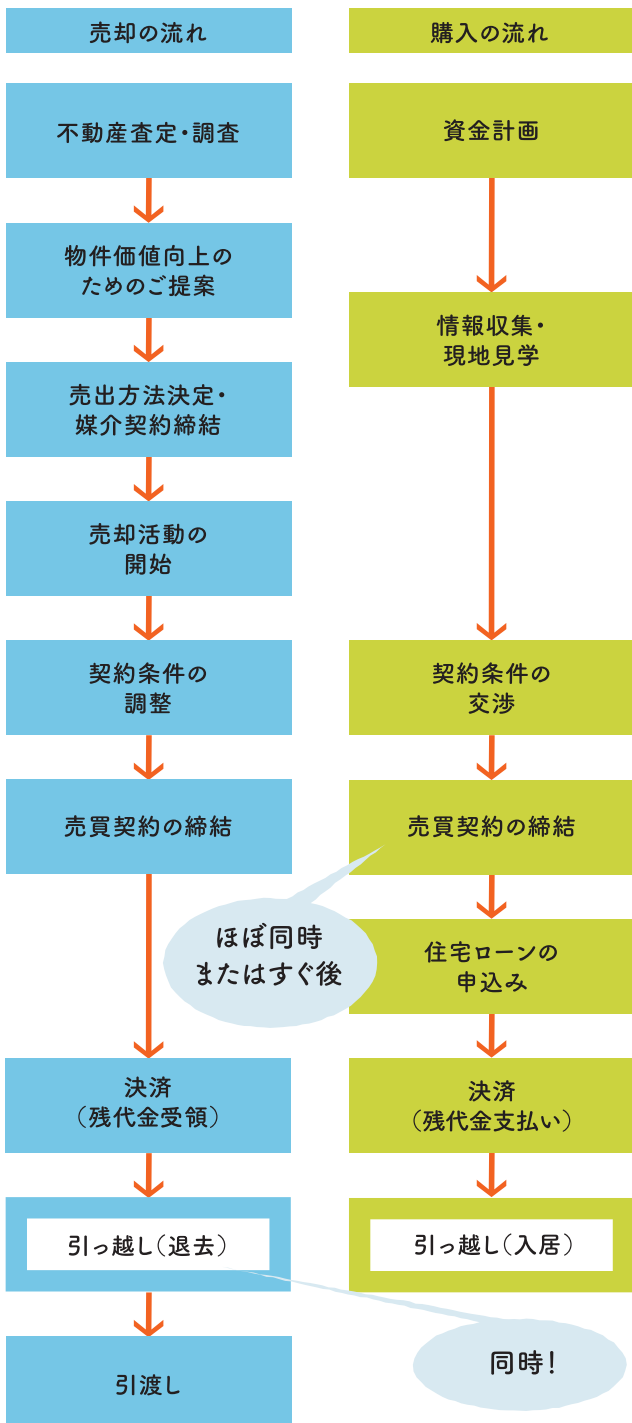 売却の流れ
不動産査定・調査
物件価値向上の
ためのご提案
売出方法決定・
媒介契約締結
売却活動の
開始
契約条件の
調整
売買契約の締結
決済
（残代金受領）
引っ越し（退去）
引渡し
購入の流れ
資金計画
情報収集・
現地見学
契約条件の
交渉
売買契約の締結
ほぼ同時
またはすぐ後
住宅ローンの
申込み
決済
（残代金支払い）
引っ越し（入居）
同時！